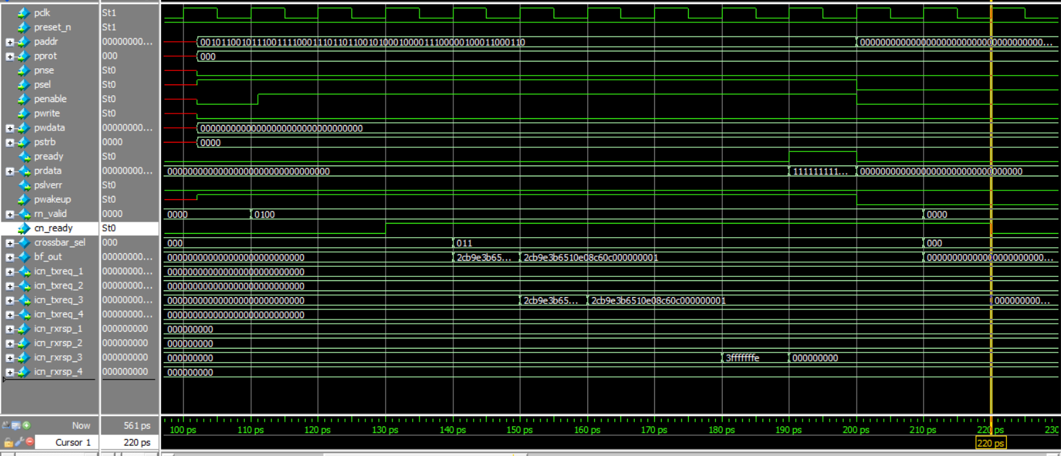 pclk St1
preset_n St1
paddr 00000000... 00101100101110011110001110110111001010001000011100000100011000110 0000000000000000000000000000000...
pprot 000 000
pnse St0
psel St0
penable St0
pwrite St0
pwdata 00000000... 00000000000000000000000000000000
pstrb 0000 0000
pready St0
prdata 00000000... 00000000000000000000000000000000 111111111... 00000000000000000000000000000000
pslverr St0
pwakeup St0
rn_valid 0000 0000 0100 0000
cn_ready St0
crossbar_sel 000 000 011 000
bf_out 00000000... 000000000000000000000000000 2cb9e3b65... 2cb9e3b6510e08c60c000000001 0000000000000000000000000...
icn_txreq_1 00000000... 000000000000000000000000000
icn_txreq_2 00000000... 000000000000000000000000000
icn_txreq_3 00000000... 000000000000000000000000000 2cb9e3b65... 2cb9e3b6510e08c60c000000001 000000000...
icn_txreq_4 00000000... 000000000000000000000000000
icn_rxrsp_1 000000000 000000000
icn_rxrsp_2 000000000 000000000
icn_rxrsp_3 000000000 000000000 3fffffffe 000000000
icn_rxrsp_4 000000000 000000000
Now 561 ps 100 ps 110 ps 120 ps 130 ps 140 ps 150 ps 160 ps 170 ps 180 ps 190 ps 200 ps 210 ps 220 ps 230
Cursor 1 220 ps 220 ps